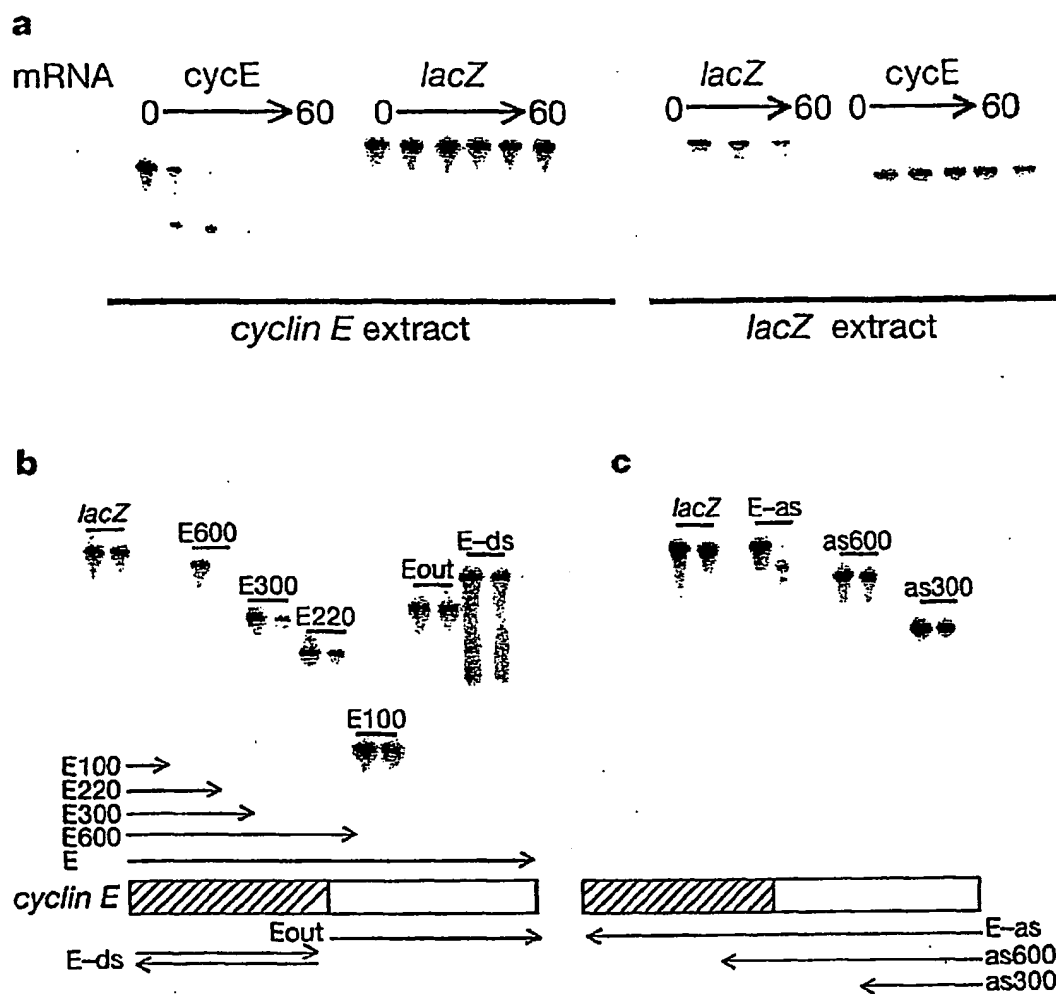 a
mRNA cycE lacZ lacZ cycE
0 60 0 60 0 60 0 60
cyclin E extract lacZ extract
b
lacZ
E600
E300
E220
E100
Eout
E–ds
E100
E220
E300
E600
E
cyclin E
Eout
E–ds
c
lacZ
E–as
as600
as300
E–as
as600
as300